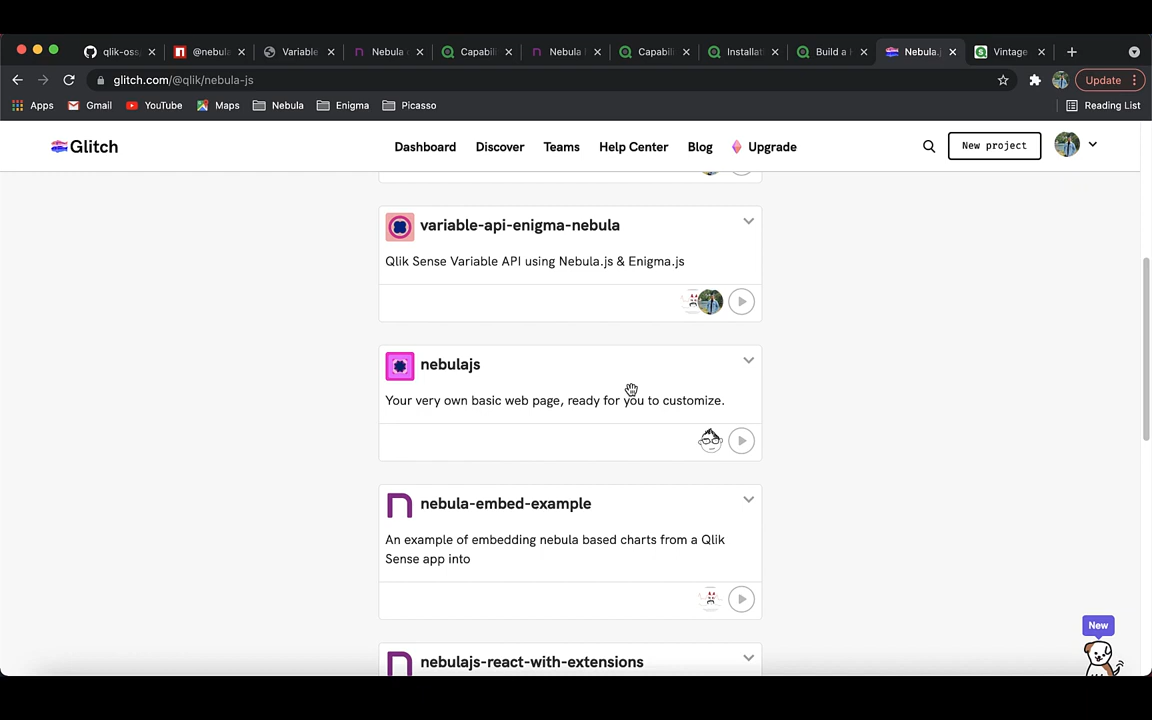 qlik-oss
@nebula
Variable
Nebula
Capabili
Nebula
Capabil
Installat
Build a
Nebula.
Vintage
glitch.com/@qlik/nebula-js
Update
Apps
Gmail
YouTube
Maps
Nebula
Enigma
Picasso
Reading List
Glitch
Dashboard
Discover
Teams
Help Center
Blog
Upgrade
New project
variable-api-enigma-nebula
Qlik Sense Variable API using Nebula.js & Enigma.js
nebulajs
Your very own basic web page, ready for you to customize.
nebula-embed-example
An example of embedding nebula based charts from a Qlik
Sense app into
New
nebulajs-react-with-extensions